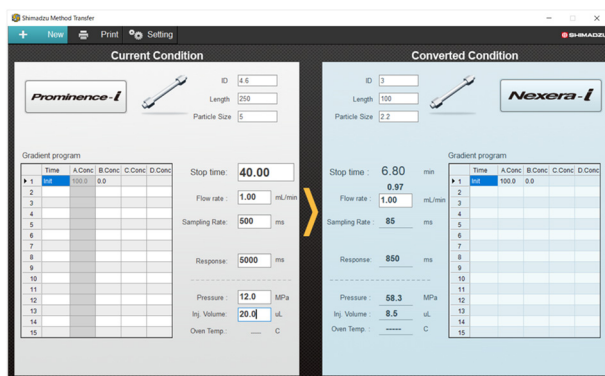 Shimadzu Method Transfer
New Print Setting SHIMADZU
Current Condition Converted Condition
Prominence-i
ID 4.6
Length 250
Particle Size 5
Gradient program
Time A.Conc B.Conc C.Conc D.Conc
1 Init 100.0 0.0
2
3
4
5
6
7
8
9
10
11
12
13
14
15
Stop time: 40.00
Flow rate : 1.00 mL/min
Sampling Rate: 500 ms
Response: 5000 ms
Pressure : 12.0 MPa
Inj. Volume: 20.0 uL
Oven Temp.: ---- C
ID 3
Length 100
Particle Size 2.2
Nexera-i
Stop time : 6.80 min
0.97
Flow rate : 1.00 mL/min
Sampling Rate : 85 ms
Response: 850 ms
Pressure : 58.3 MPa
Inj. Volume : 8.5 uL
Oven Temp. : ----- C
Gradient program
Time A.Conc B.Conc C.Conc D.Conc
1 Init 100.0 0.0
2
3
4
5
6
7
8
9
10
11
12
13
14
15